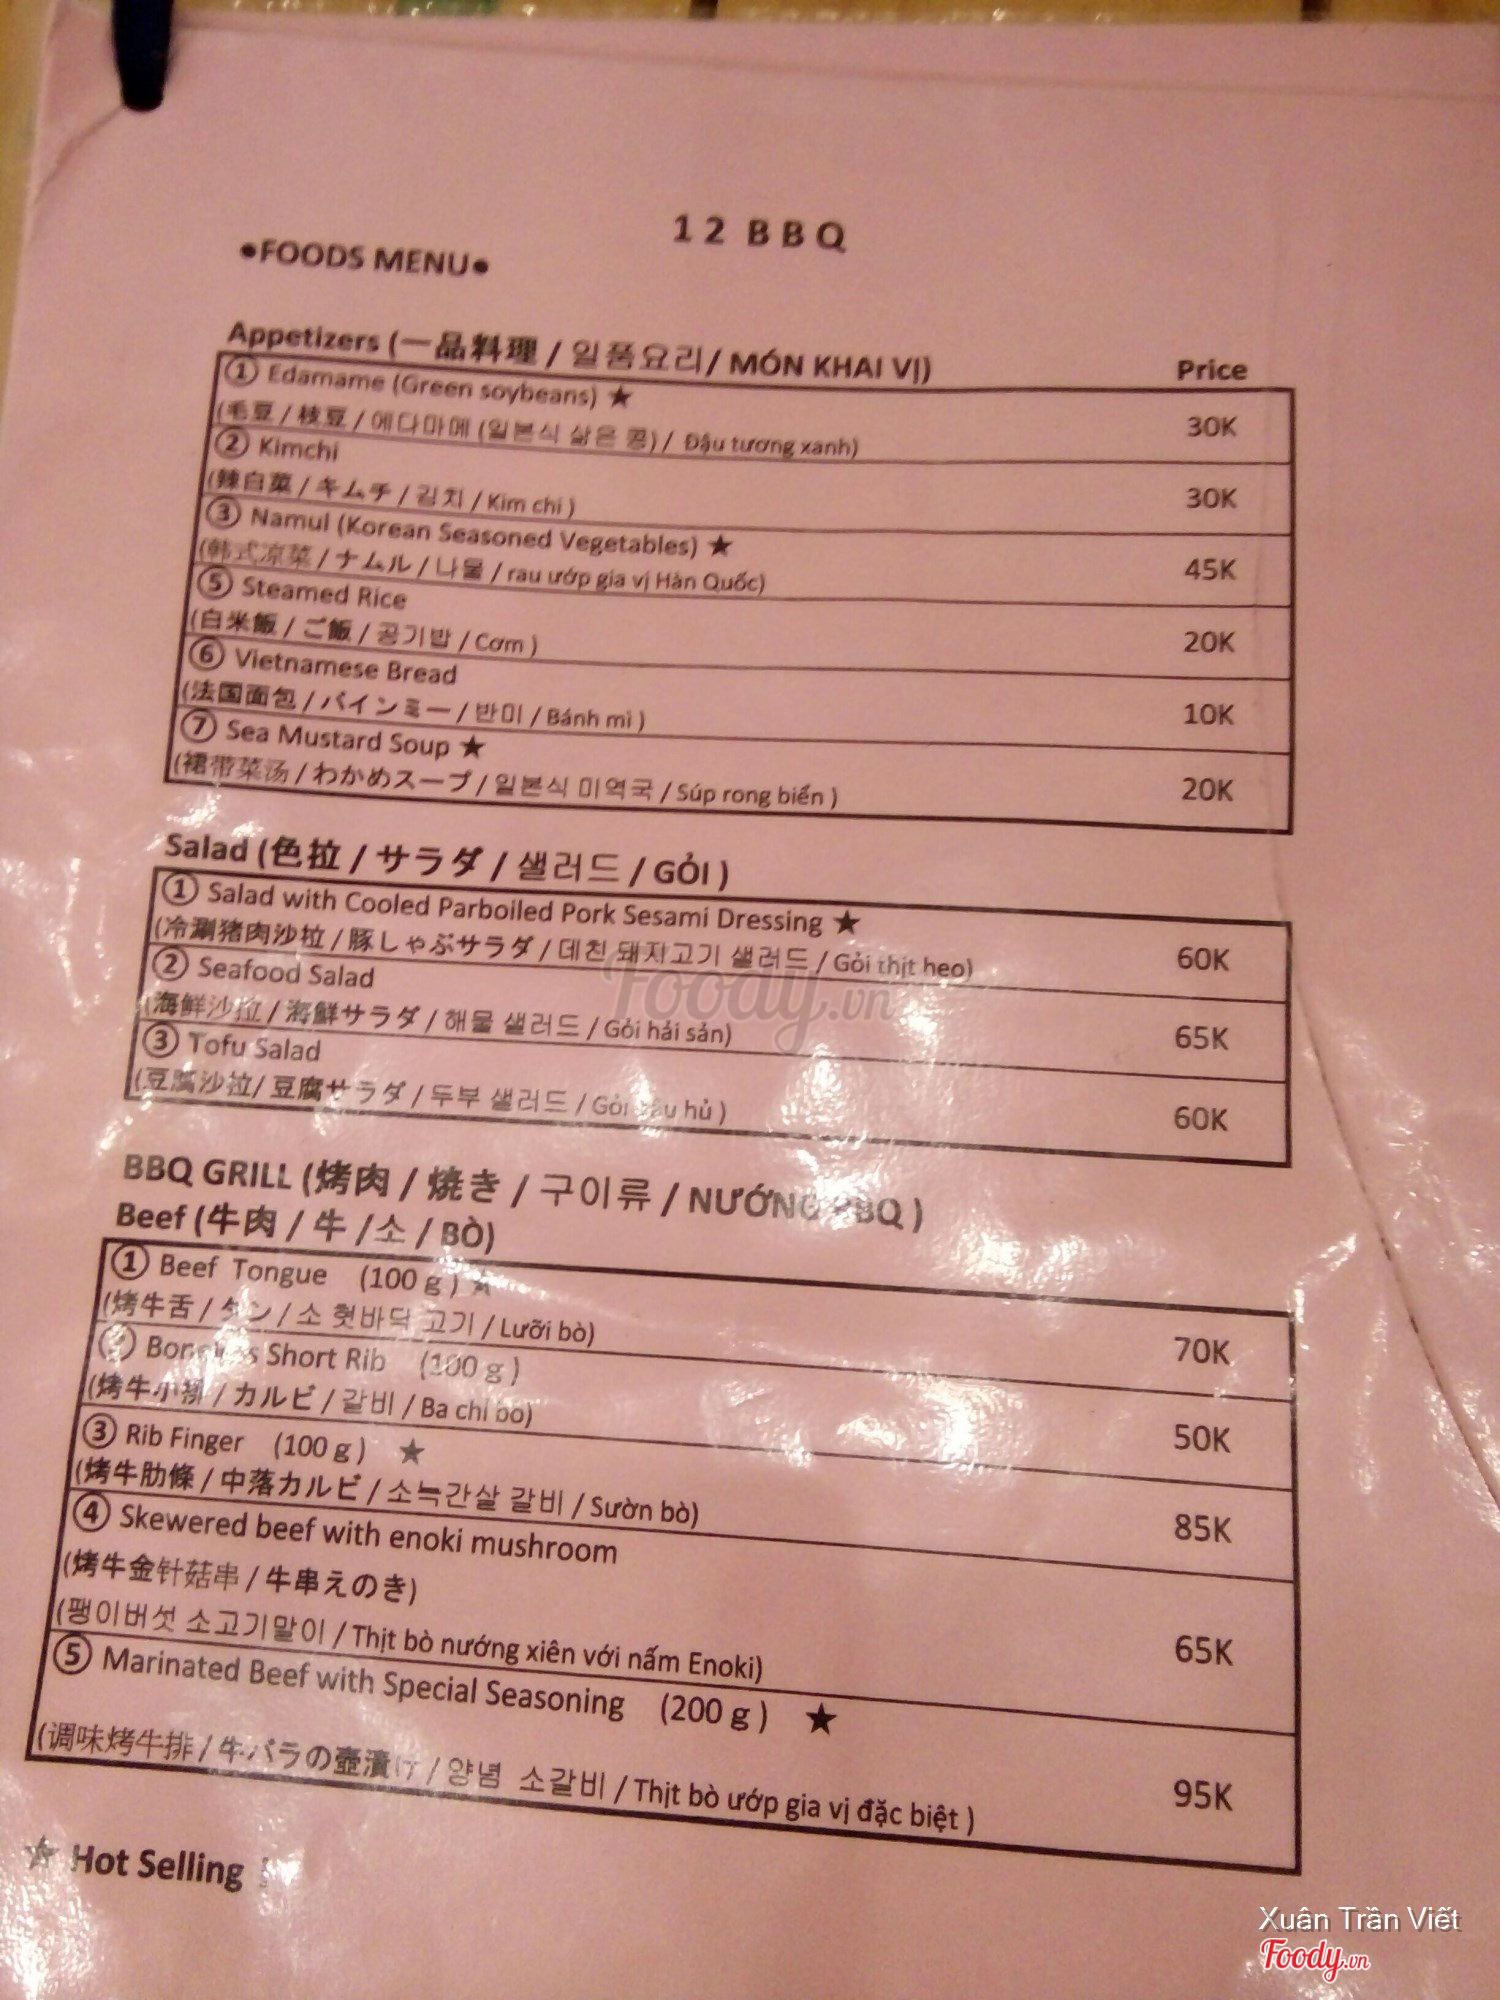 12 BBQ
●FOODS MENU●
Appetizers (一品料理 / 일품요리/ MÓN KHAI VỊ)
Price
① Edamame (Green soybeans) ★
(毛豆 / 枝豆 / 에다마메 (일본식 삶은 콩) / Đậu tương xanh)
30K
② Kimchi
(辣白菜 / キムチ / 김치 / Kim chi )
30K
③ Namul (Korean Seasoned Vegetables) ★
(韩式凉菜 / ナムル / 나물 / rau ướp gia vị Hàn Quốc)
45K
⑤ Steamed Rice
(白米飯 / ご飯 / 공기밥 / Cơm )
20K
⑥ Vietnamese Bread
(法国面包 / バインミー / 반미 / Bánh mì )
10K
⑦ Sea Mustard Soup ★
(裙带菜汤 / わかめスープ / 일본식 미역국 / Súp rong biển )
20K
Salad (色拉 / サラダ / 샐러드 / GỎI )
① Salad with Cooled Parboiled Pork Sesami Dressing ★
(冷涮猪肉沙拉 / 豚しゃぶサラダ / 데친 돼지고기 샐러드 / Gỏi thịt heo)
60K
② Seafood Salad
(海鲜沙拉 / 海鮮サラダ / 해물 샐러드 / Gỏi hải sản)
65K
③ Tofu Salad
(豆腐沙拉/ 豆腐サラダ / 두부 샐러드 / Gỏi hủ )
60K
BBQ GRILL (烤肉 / 焼き / 구이류 / NƯỚNG BBQ )
Beef (牛肉 / 牛 /소 / BÒ)
① Beef Tongue (100 g ) ★
(烤牛舌 / タン / 소 혓바닥 고기 / Lưỡi bò)
70K
② Boneless Short Rib (100 g )
(烤牛小排 / カルビ / 갈비 / Ba chỉ bò)
50K
③ Rib Finger (100 g ) ★
(烤牛肋條 / 中落カルビ / 소늑간살 갈비 / Sườn bò)
85K
④ Skewered beef with enoki mushroom
(烤牛金针菇串 / 牛串えのき)
(팽이버섯 소고기말이 / Thịt bò nướng xiên với nấm Enoki)
65K
⑤ Marinated Beef with Special Seasoning (200 g ) ★
(调味烤牛排 / 牛バラの壺漬け / 양념 소갈비 / Thịt bò ướp gia vị đặc biệt )
95K
★ Hot Selling
Foody.vn
Xuân Trần Viết
Foody.vn